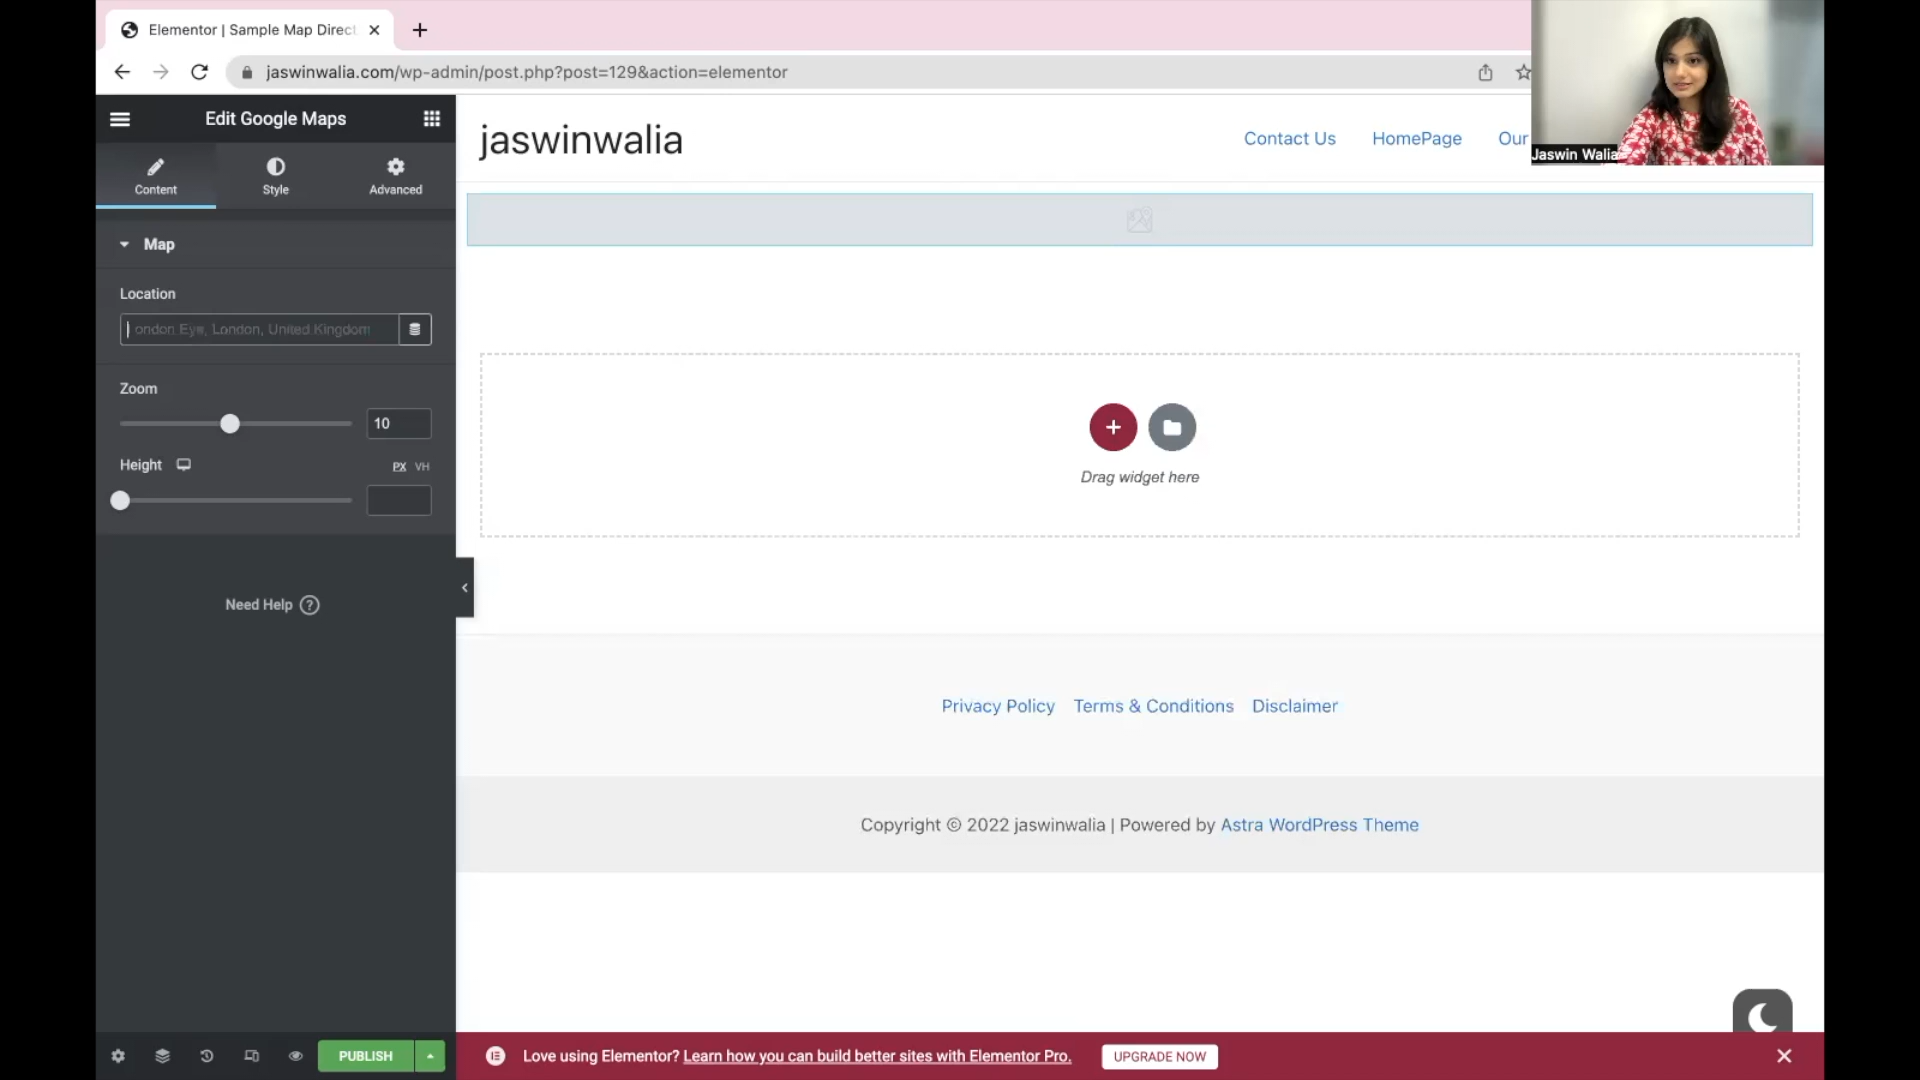 Elementor | Sample Map Direct
jaswinwalia.com/wp-admin/post.php?post=129&action=elementor
Jaswin Walia
Edit Google Maps
Content
Style
Advanced
Map
Location
ondon Eye, London, United Kingdom
Zoom
10
Height
PX VH
Need Help ?
PUBLISH
jaswinwalia
Contact Us
HomePage
Our
Drag widget here
Privacy Policy
Terms & Conditions
Disclaimer
Copyright © 2022 jaswinwalia | Powered by Astra WordPress Theme
Love using Elementor? Learn how you can build better sites with Elementor Pro.
UPGRADE NOW